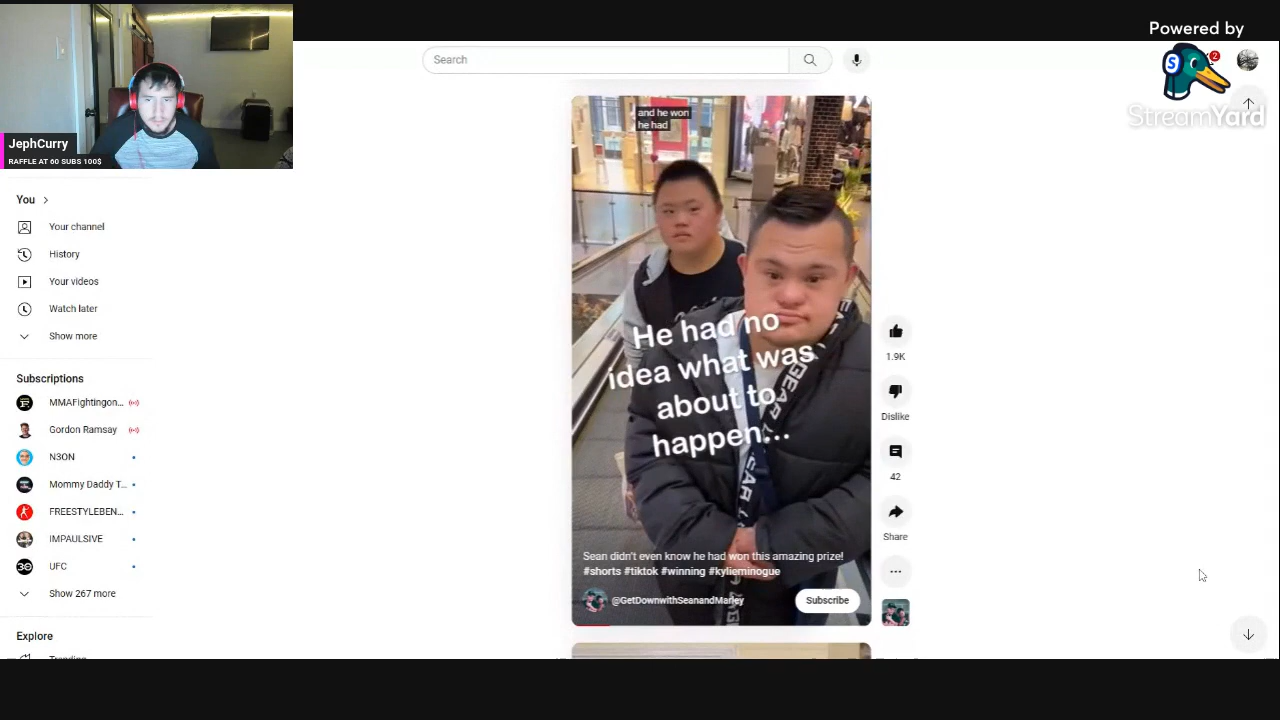 Powered by
StreamYard
S
2
Search
JephCurry
RAFFLE AT 60 SUBS 100$
You
Your channel
History
Your videos
Watch later
Show more
Subscriptions
MMAFightingon...
Gordon Ramsay
N3ON
Mommy Daddy T...
FREESTYLEBEN...
IMPAULSIVE
UFC
Show 267 more
Explore
and he won
he had
He had no
idea what was
about to
happen...
GEAR
Sean didn't even know he had won this amazing prize!
#shorts #tiktok #winning #kylieminogue
@GetDownwithSeanandMarley
Subscribe
1.9K
Dislike
42
Share